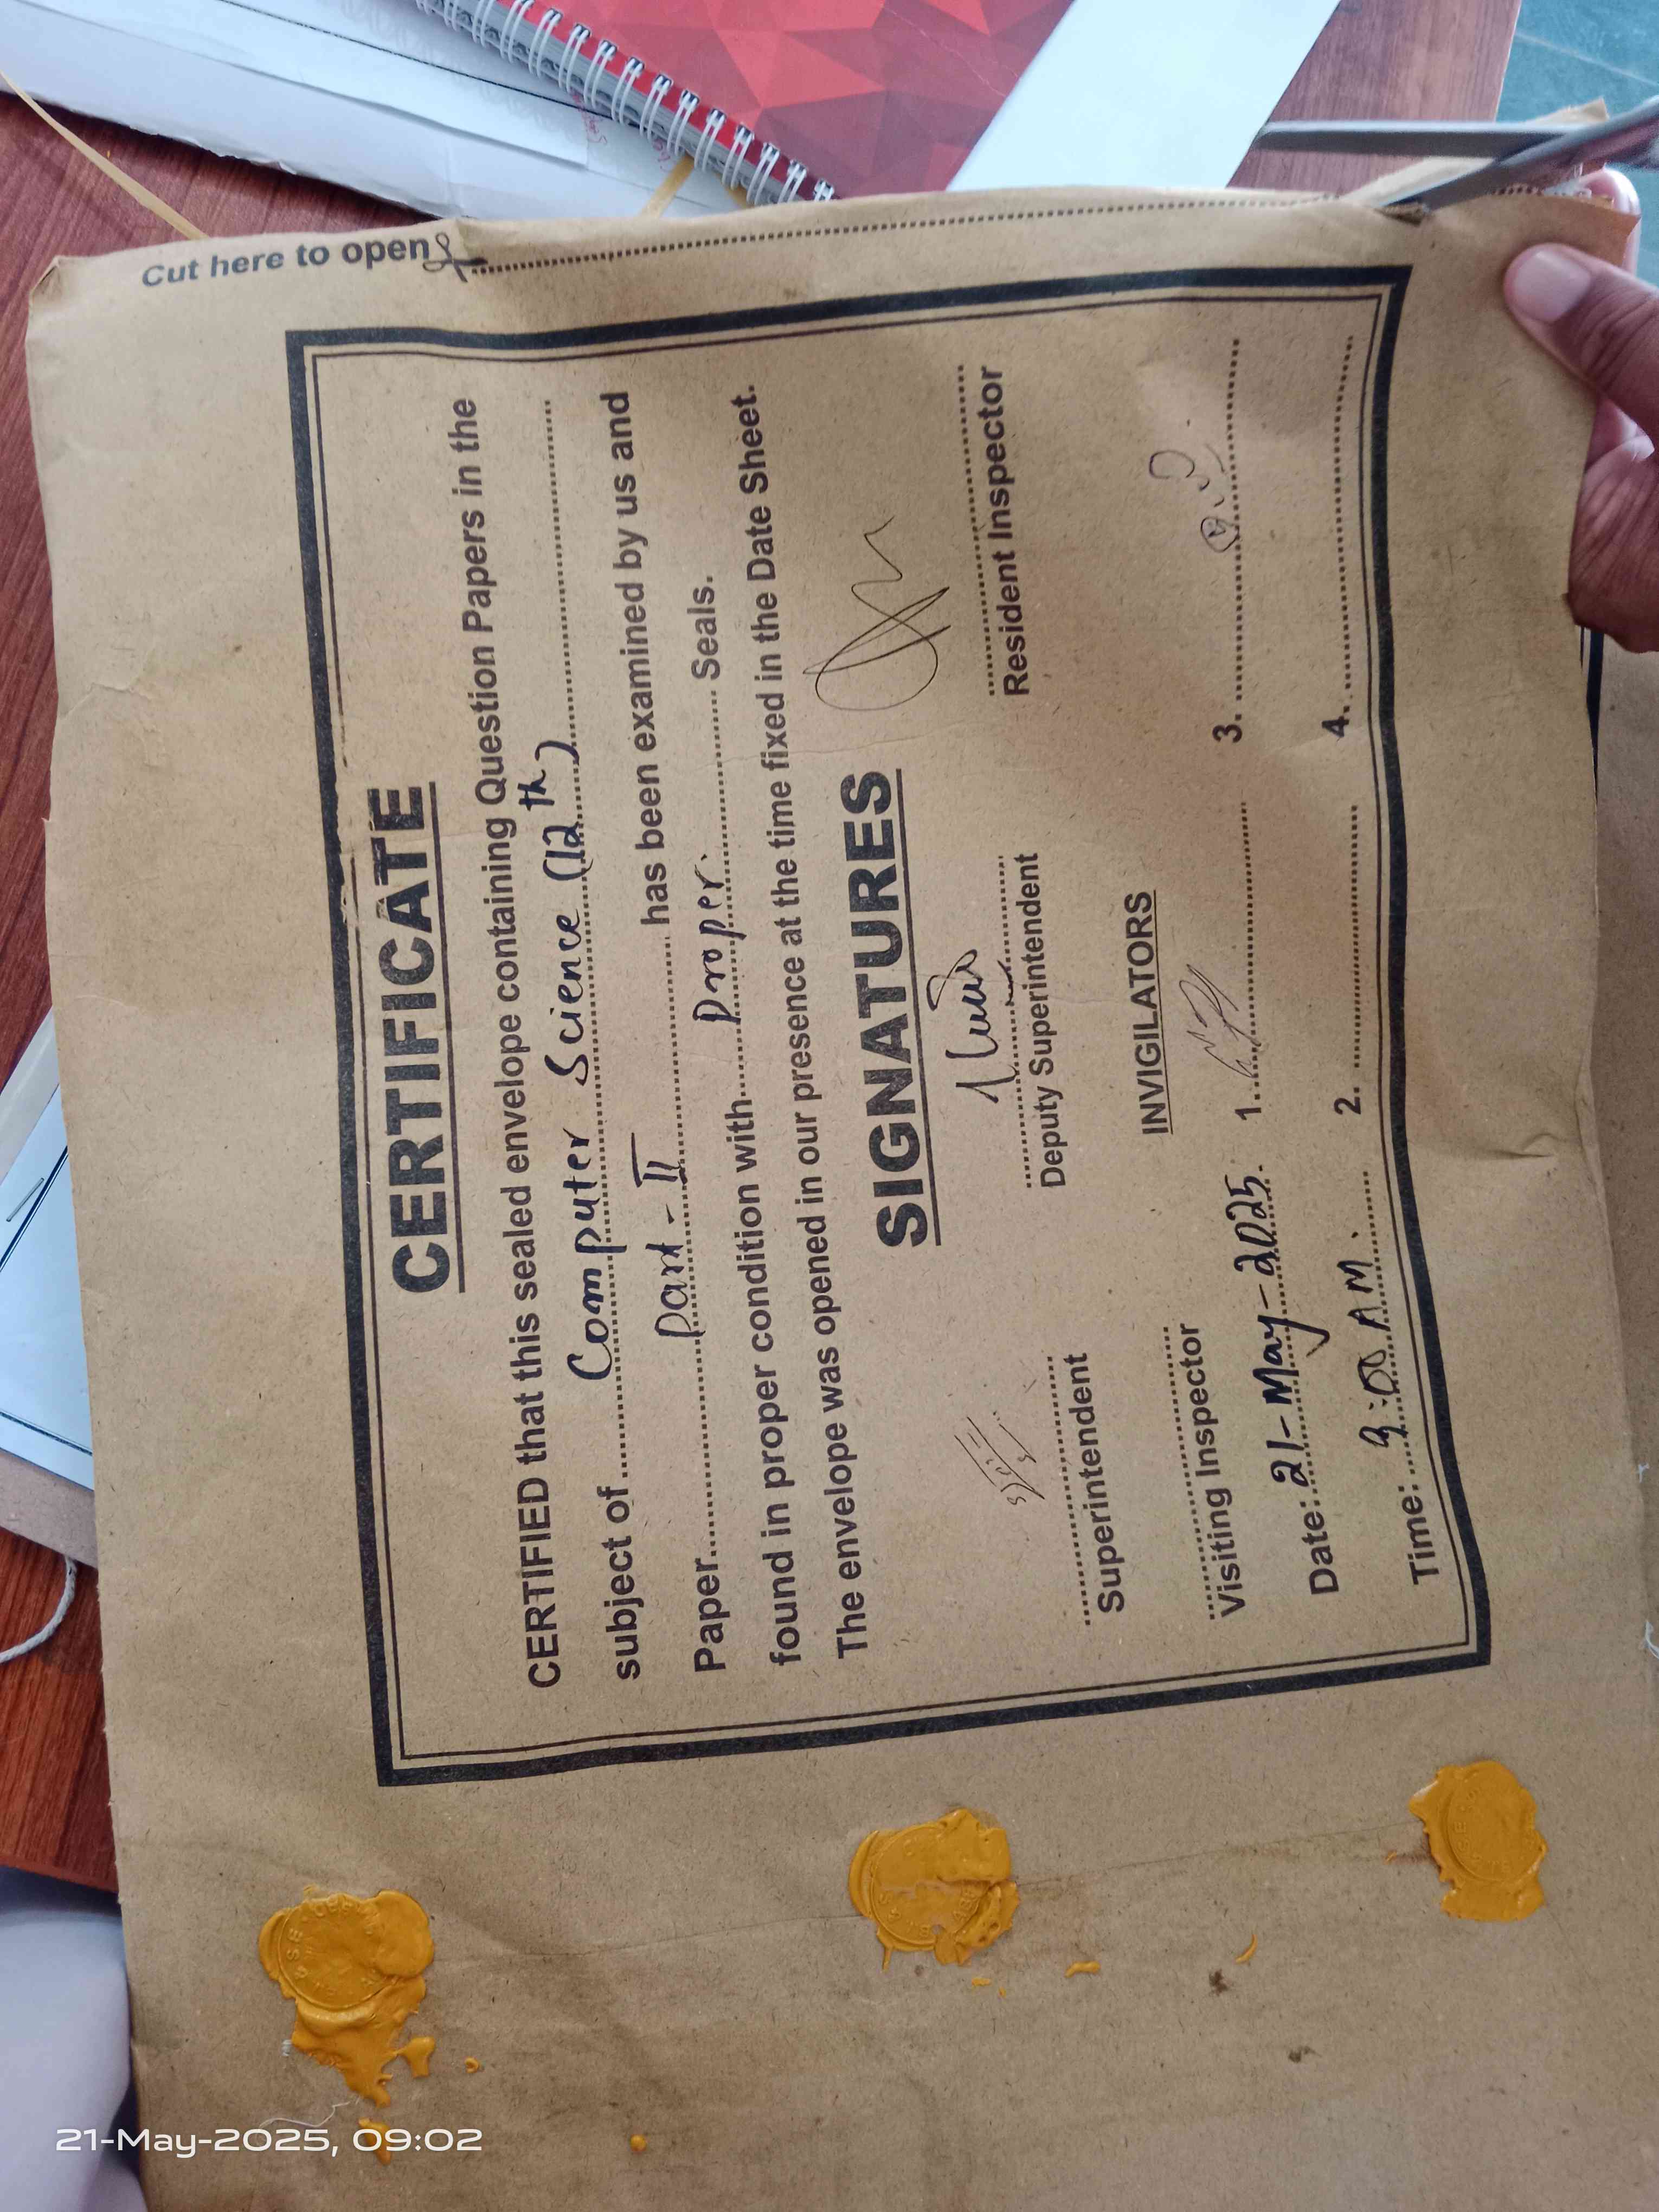 Cut here to open
CERTIFICATE
CERTIFIED that this sealed envelope containing Question Papers in the
subject of Computer Science (12th)
Paper part - II has been examined by us and
found in proper condition with proper. Seals.
The envelope was opened in our presence at the time fixed in the Date Sheet.
SIGNATURES
Superintendent
Deputy Superintendent
Resident Inspector
Visiting Inspector
INVIGILATORS
Date: 21-May-2025.
1.
3.
Time: 9:00 AM.
2.
4.
21-May-2025, 09:02